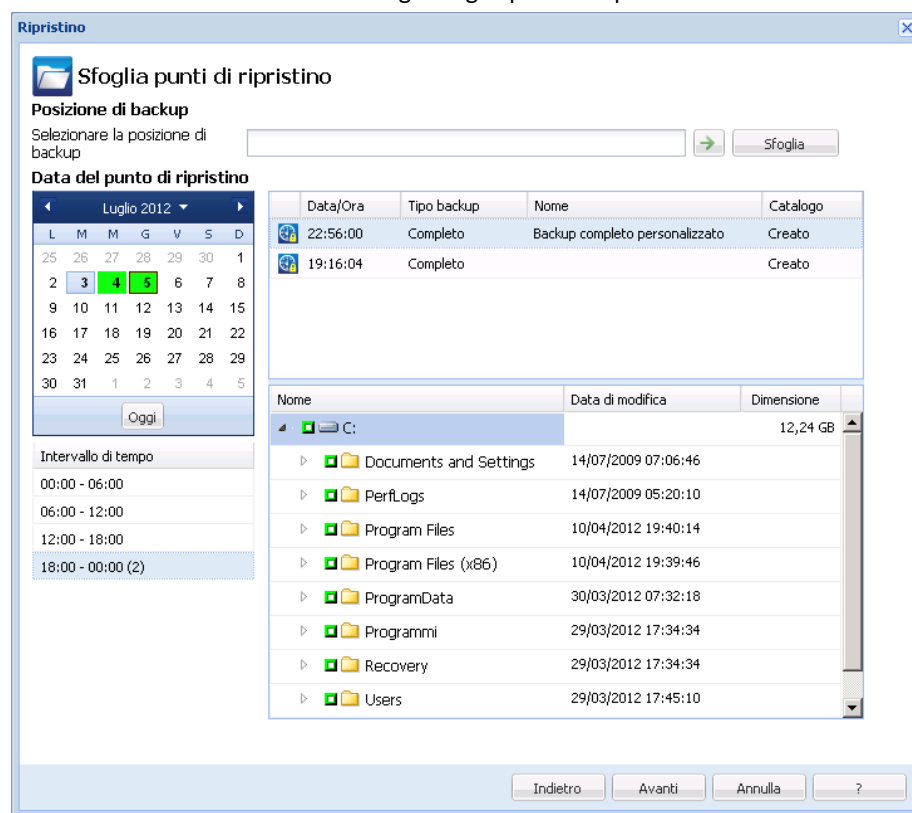 Ripristino
Sfoglia punti di ripristino
Posizione di backup
Selezionare la posizione di
backup
Sfoglia
Data del punto di ripristino
Luglio 2012
L M M G V S D
25 26 27 28 29 30 1
2 3 4 5 6 7 8
9 10 11 12 13 14 15
16 17 18 19 20 21 22
23 24 25 26 27 28 29
30 31 1 2 3 4 5
Oggi
Intervallo di tempo
00:00 - 06:00
06:00 - 12:00
12:00 - 18:00
18:00 - 00:00 (2)
Data/Ora Tipo backup Nome Catalogo
22:56:00 Completo Backup completo personalizzato Creato
19:16:04 Completo Creato
Nome Data di modifica Dimensione
C: 12,24 GB
Documents and Settings 14/07/2009 07:06:46
PerfLogs 14/07/2009 05:20:10
Program Files 10/04/2012 19:40:14
Program Files (x86) 10/04/2012 19:39:46
ProgramData 30/03/2012 07:32:18
Programmi 29/03/2012 17:34:34
Recovery 29/03/2012 17:34:34
Users 29/03/2012 17:45:10
Indietro Avanti Annulla ?